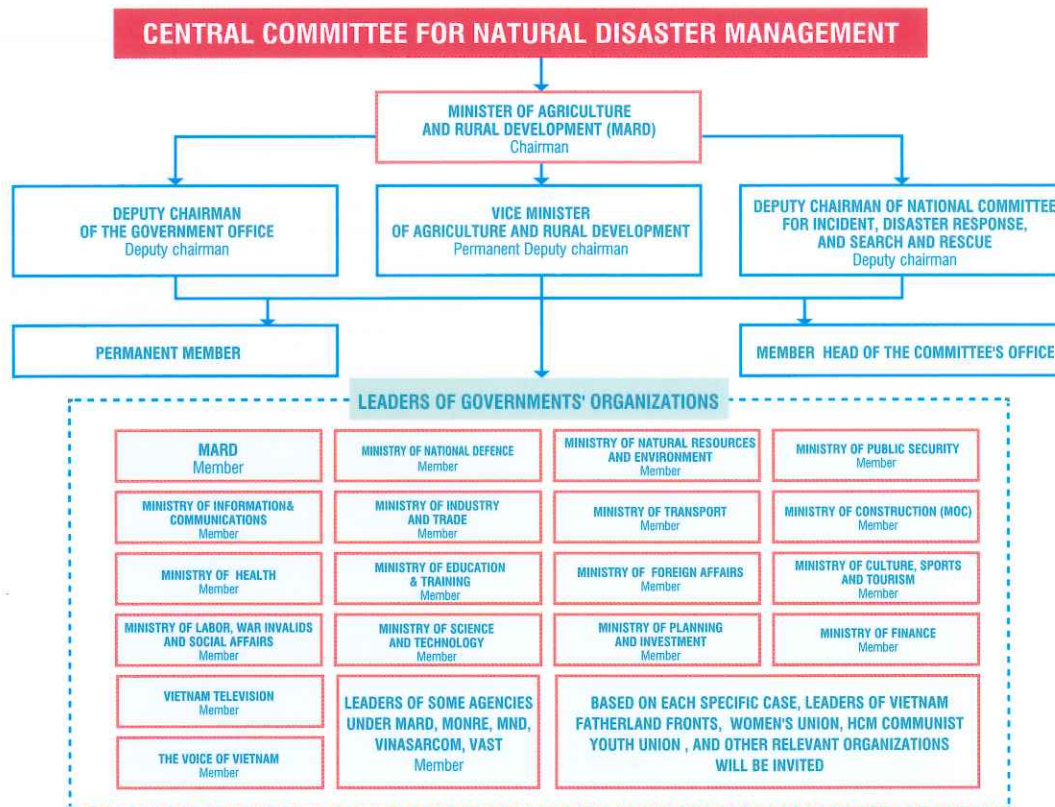 CENTRAL COMMITTEE FOR NATURAL DISASTER MANAGEMENT
MINISTER OF AGRICULTURE
AND RURAL DEVELOPMENT (MARD)
Chairman
DEPUTY CHAIRMAN
OF THE GOVERNMENT OFFICE
Deputy chairman
VICE MINISTER
OF AGRICULTURE AND RURAL DEVELOPMENT
Permanent Deputy chairman
DEPUTY CHAIRMAN OF NATIONAL COMMITTEE
FOR INCIDENT, DISASTER RESPONSE,
AND SEARCH AND RESCUE
Deputy chairman
PERMANENT MEMBER
MEMBER HEAD OF THE COMMITTEE'S OFFICE
LEADERS OF GOVERNMENTS' ORGANIZATIONS
MARD
Member
MINISTRY OF NATIONAL DEFENCE
Member
MINISTRY OF NATURAL RESOURCES
AND ENVIRONMENT
Member
MINISTRY OF PUBLIC SECURITY
Member
MINISTRY OF INFORMATION&
COMMUNICATIONS
Member
MINISTRY OF INDUSTRY
AND TRADE
Member
MINISTRY OF TRANSPORT
Member
MINISTRY OF CONSTRUCTION (MOC)
Member
MINISTRY OF HEALTH
Member
MINISTRY OF EDUCATION
& TRAINING
Member
MINISTRY OF FOREIGN AFFAIRS
Member
MINISTRY OF CULTURE, SPORTS
AND TOURISM
Member
MINISTRY OF LABOR, WAR INVALIDS
AND SOCIAL AFFAIRS
Member
MINISTRY OF SCIENCE
AND TECHNOLOGY
Member
MINISTRY OF PLANNING
AND INVESTMENT
Member
MINISTRY OF FINANCE
Member
VIETNAM TELEVISION
Member
THE VOICE OF VIETNAM
Member
LEADERS OF SOME AGENCIES
UNDER MARD, MONRE, MND,
VINASARCOM, VAST
Member
BASED ON EACH SPECIFIC CASE, LEADERS OF VIETNAM
FATHERLAND FRONTS, WOMEN'S UNION, HCM COMMUNIST
YOUTH UNION , AND OTHER RELEVANT ORGANIZATIONS
WILL BE INVITED